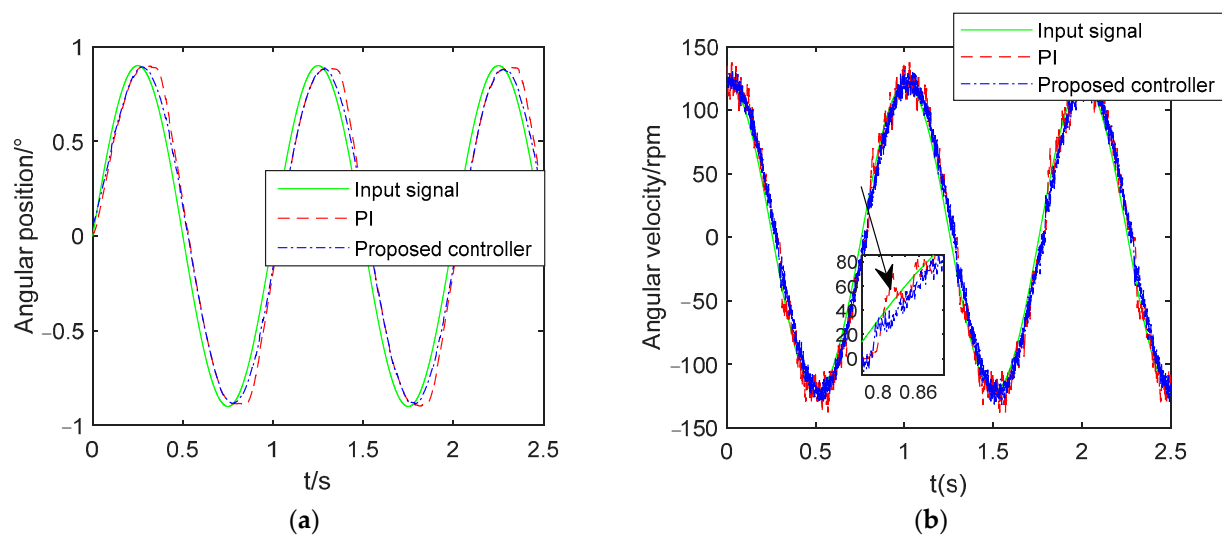 Angular position/°
1
0.5
0
−0.5
−1
0
0.5
1
1.5
2
2.5
t/s
Input signal
PI
Proposed controller
(a)
Angular velocity/rpm
150
100
50
0
−50
−100
−150
0
0.5
1
1.5
2
2.5
t(s)
Input signal
PI
Proposed controller
80
60
40
20
0
0.8 0.86
(b)